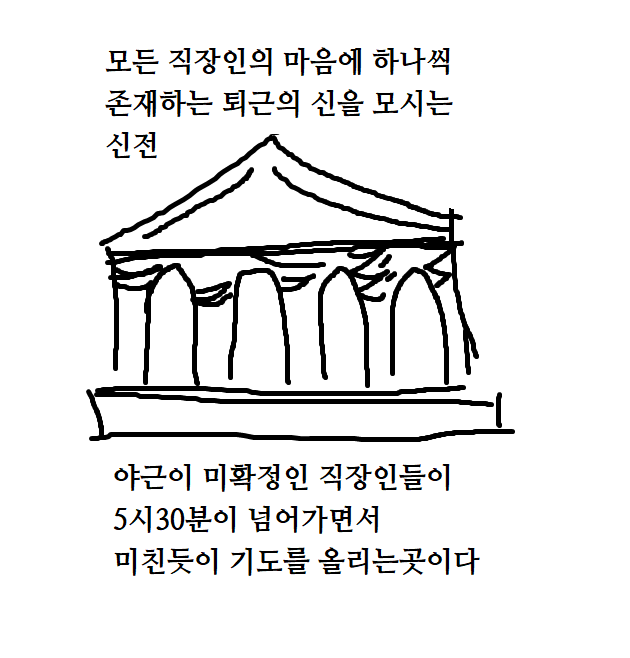 모든 직장인의 마음에 하나씩
존재하는 퇴근의 신을 모시는
신전
야근이 미확정인 직장인들이
5시30분이 넘어가면서
미친듯이 기도를 올리는곳이다